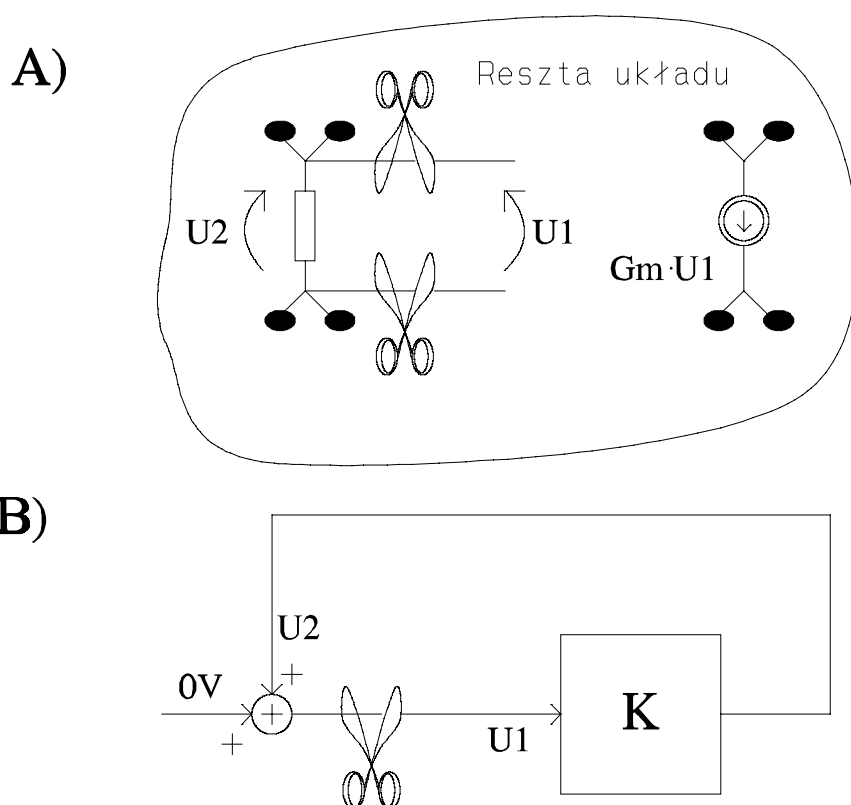 A)
Reszta układu
U2
U1
Gm·U1
B)
U2
+
0V
+
+
U1
K